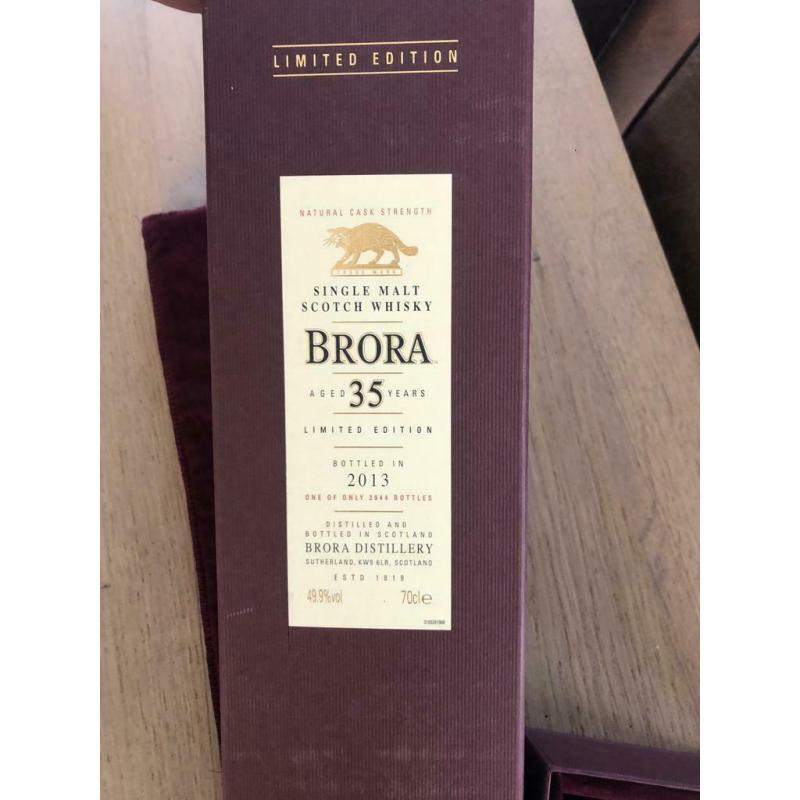 LIMITED EDITION
NATURAL CASK STRENGTH
TRADE MARK
SINGLE MALT
SCOTCH WHISKY
BRORA
AGED 35 YEARS
LIMITED EDITION
BOTTLED IN
2013
ONE OF ONLY 2944 BOTTLES
DISTILLED AND
BOTTLED IN SCOTLAND
BRORA DISTILLERY
SUTHERLAND, KW9 6LR, SCOTLAND
ESTD 1819
49.9%vol 70cl e